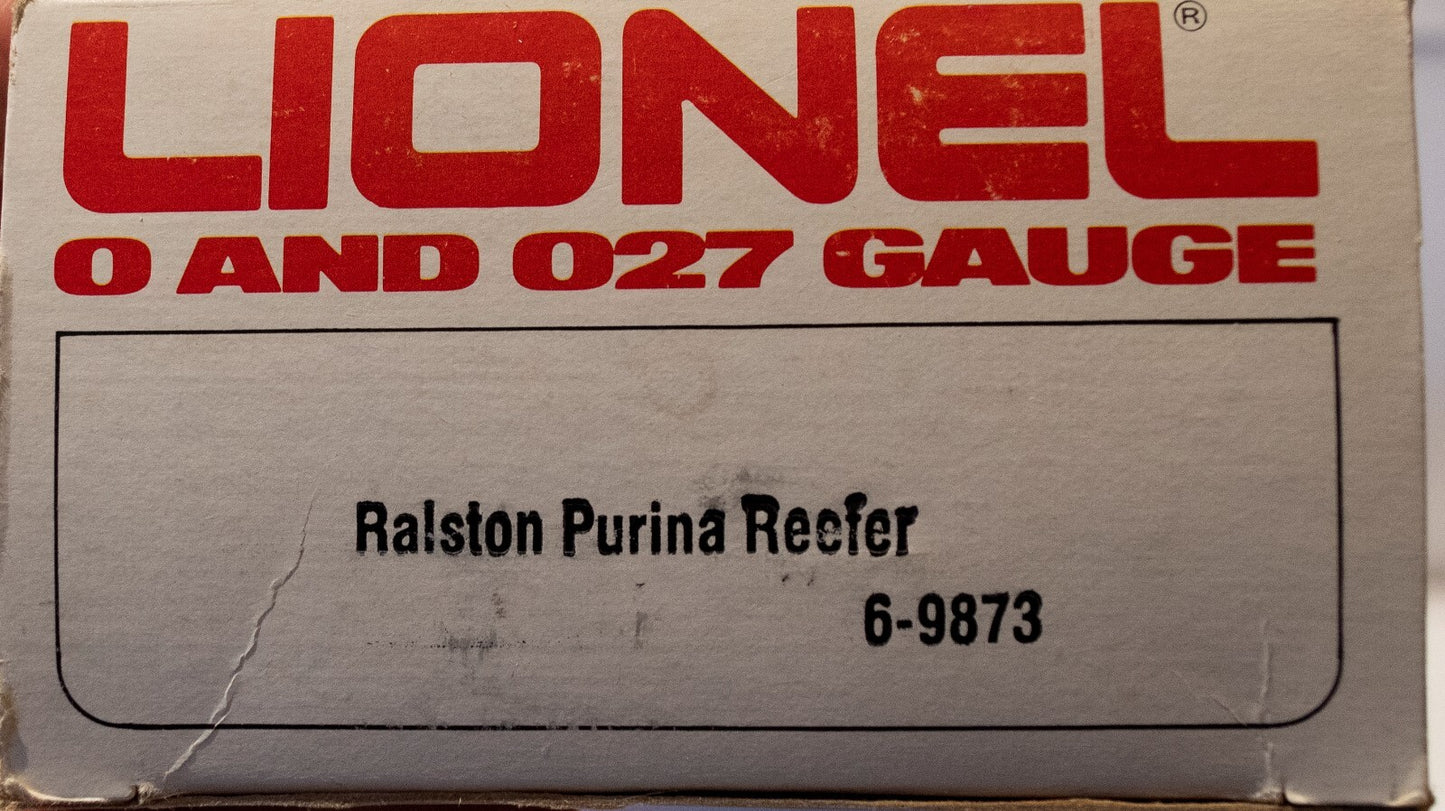 LIONEL®
O AND O27 GAUGE
Ralston Purina Reefer
6-9873